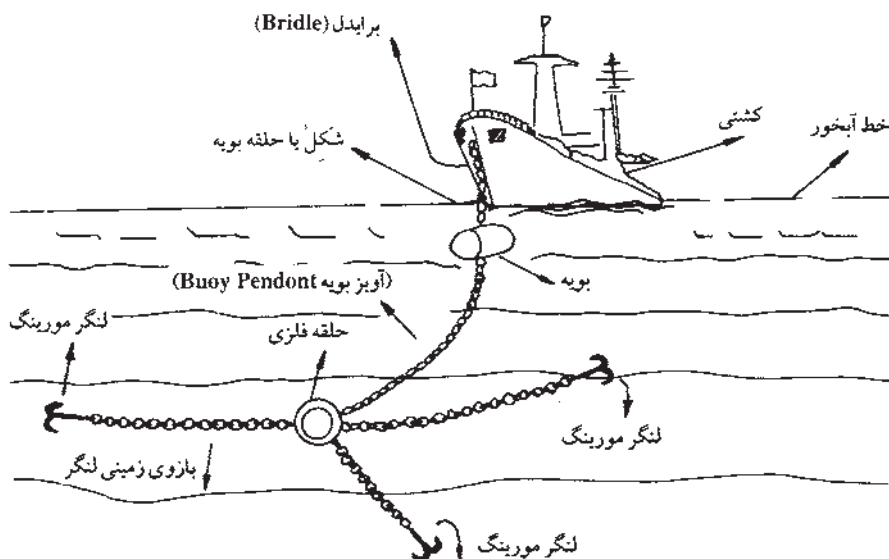 برایدل (Bridle)
کشتی
خط آبخور
شکِل یا حلقه بویه
بویه
آویز بویه Buoy Pendont)
لنگر مورینگ
حلقه فلزی
لنگر مورینگ
بازوی زمینی لنگر
لنگر مورینگ